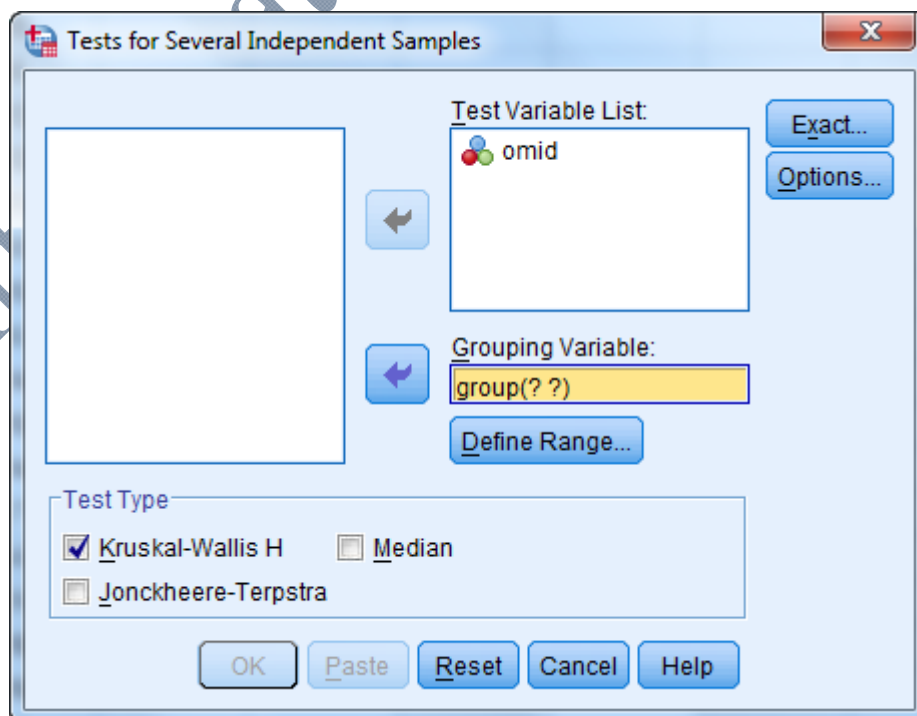 Tests for Several Independent Samples
Test Variable List:
omid
Exact...
Options...
Grouping Variable:
group(? ?)
Define Range...
Test Type
Kruskal-Wallis H
Median
Jonckheere-Terpstra
OK
Paste
Reset
Cancel
Help